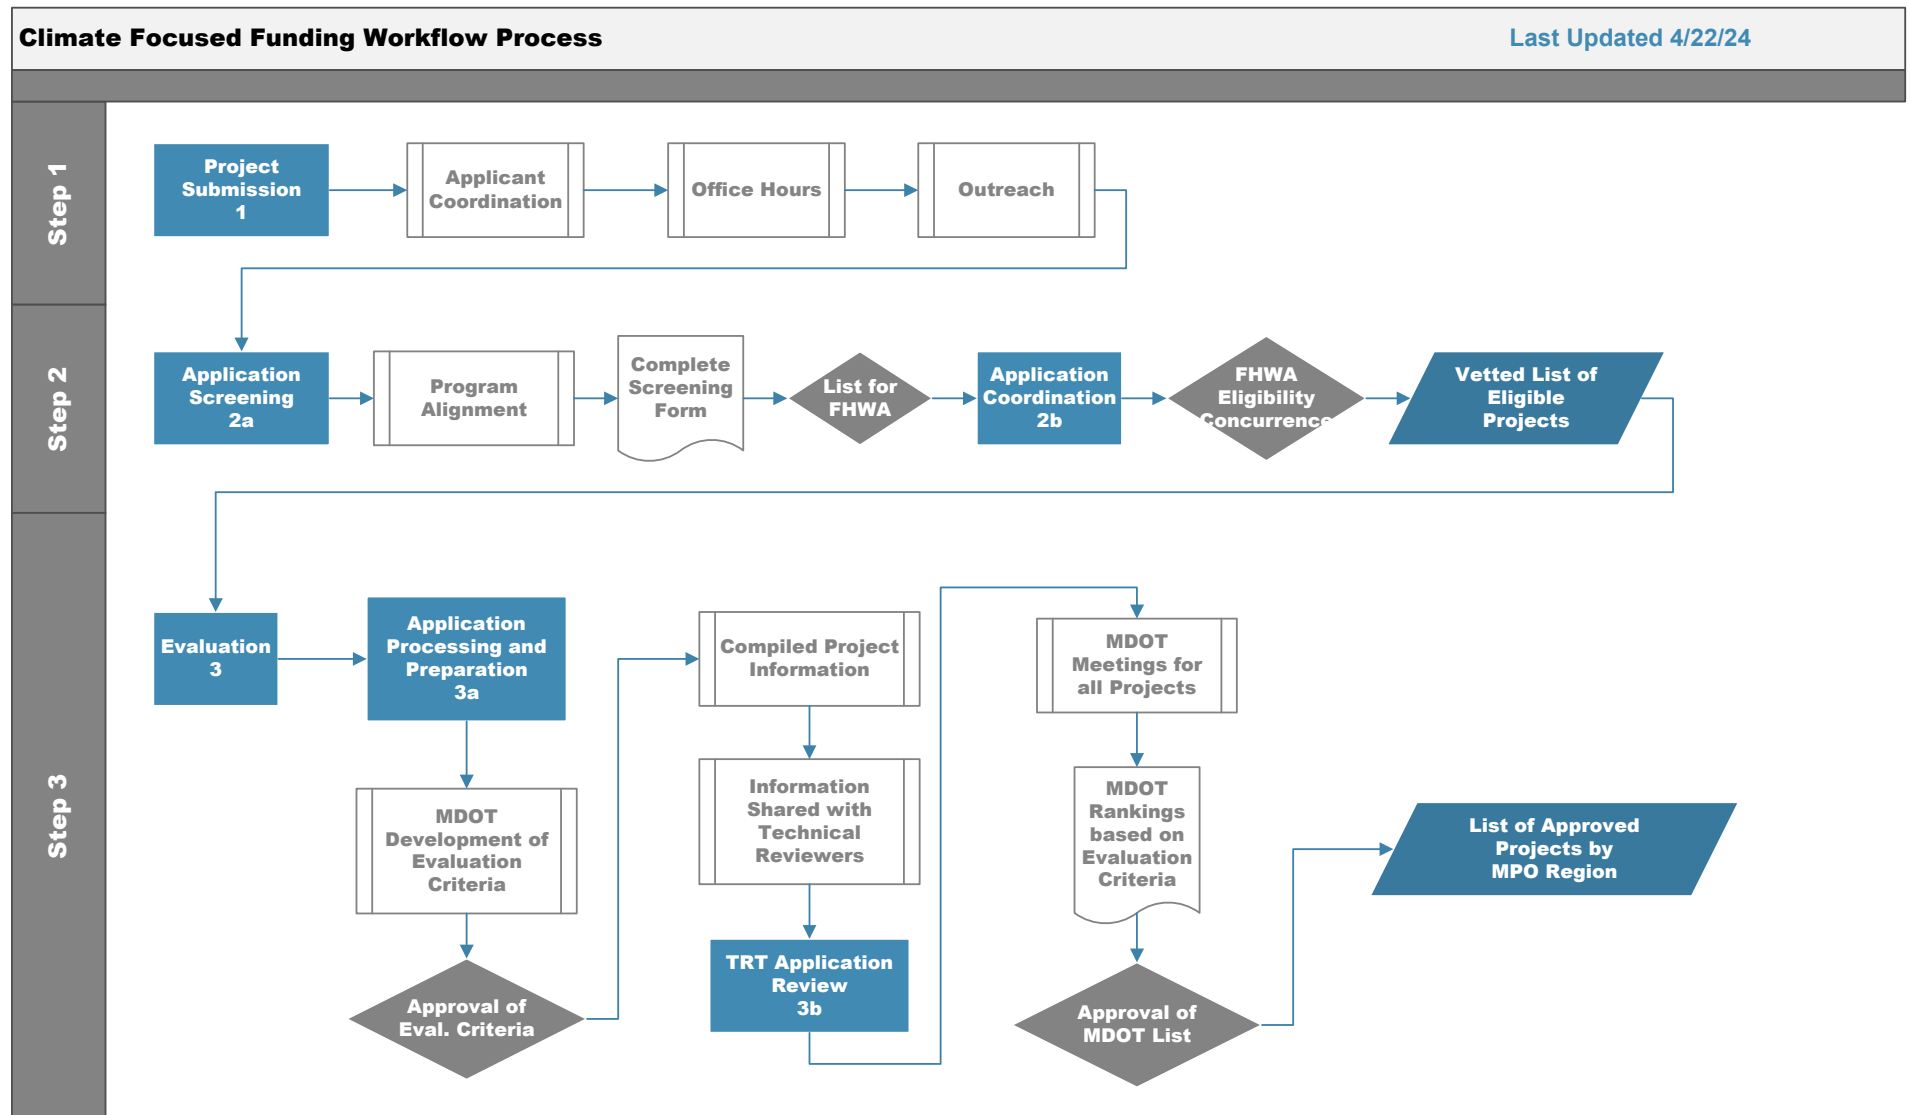 Climate Focused Funding Workflow Process
Last Updated 4/22/24
Step 1
Project
Submission
1
Applicant
Coordination
Office Hours
Outreach
Step 2
Application
Screening
2a
Program
Alignment
Complete
Screening
Form
List for
FHWA
Application
Coordination
2b
FHWA
Eligibility
Concurrence
Vetted List of
Eligible
Projects
Step 3
Evaluation
3
Application
Processing and
Preparation
3a
MDOT
Development of
Evaluation
Criteria
Approval of
Eval. Criteria
Compiled Project
Information
Information
Shared with
Technical
Reviewers
TRT Application
Review
3b
MDOT
Meetings for
all Projects
MDOT
Rankings
based on
Evaluation
Criteria
Approval of
MDOT List
List of Approved
Projects by
MPO Region